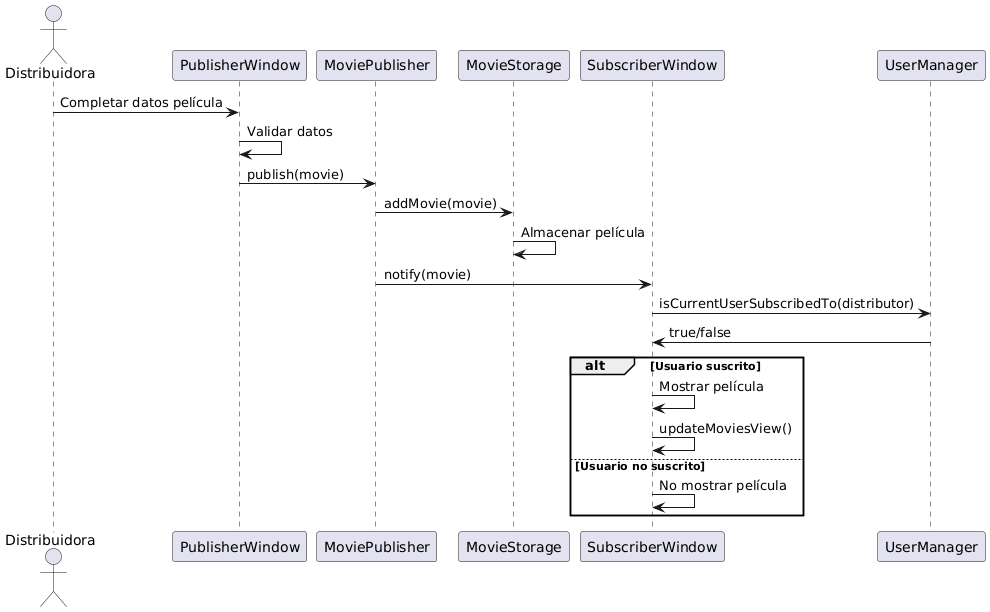 Distribuidora
PublisherWindow
MoviePublisher
MovieStorage
SubscriberWindow
UserManager
Completar datos película
Validar datos
publish(movie)
addMovie(movie)
Almacenar película
notify(movie)
isCurrentUserSubscribedTo(distributor)
true/false
alt
[Usuario suscrito]
Mostrar película
updateMoviesView()
[Usuario no suscrito]
No mostrar película
Distribuidora
PublisherWindow
MoviePublisher
MovieStorage
SubscriberWindow
UserManager